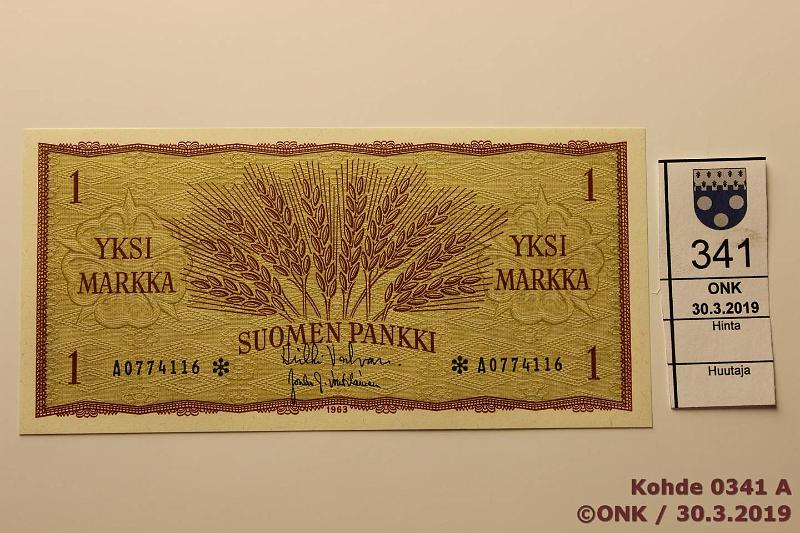 1
1
YKSI
MARKKA
YKSI
MARKKA
SUOMEN PANKKI
1
A0774116 *
* A0774116
1
1963
341
ONK
30.3.2019
Hinta
Huutaja
Kohde 0341 A
©ONK / 30.3.2019